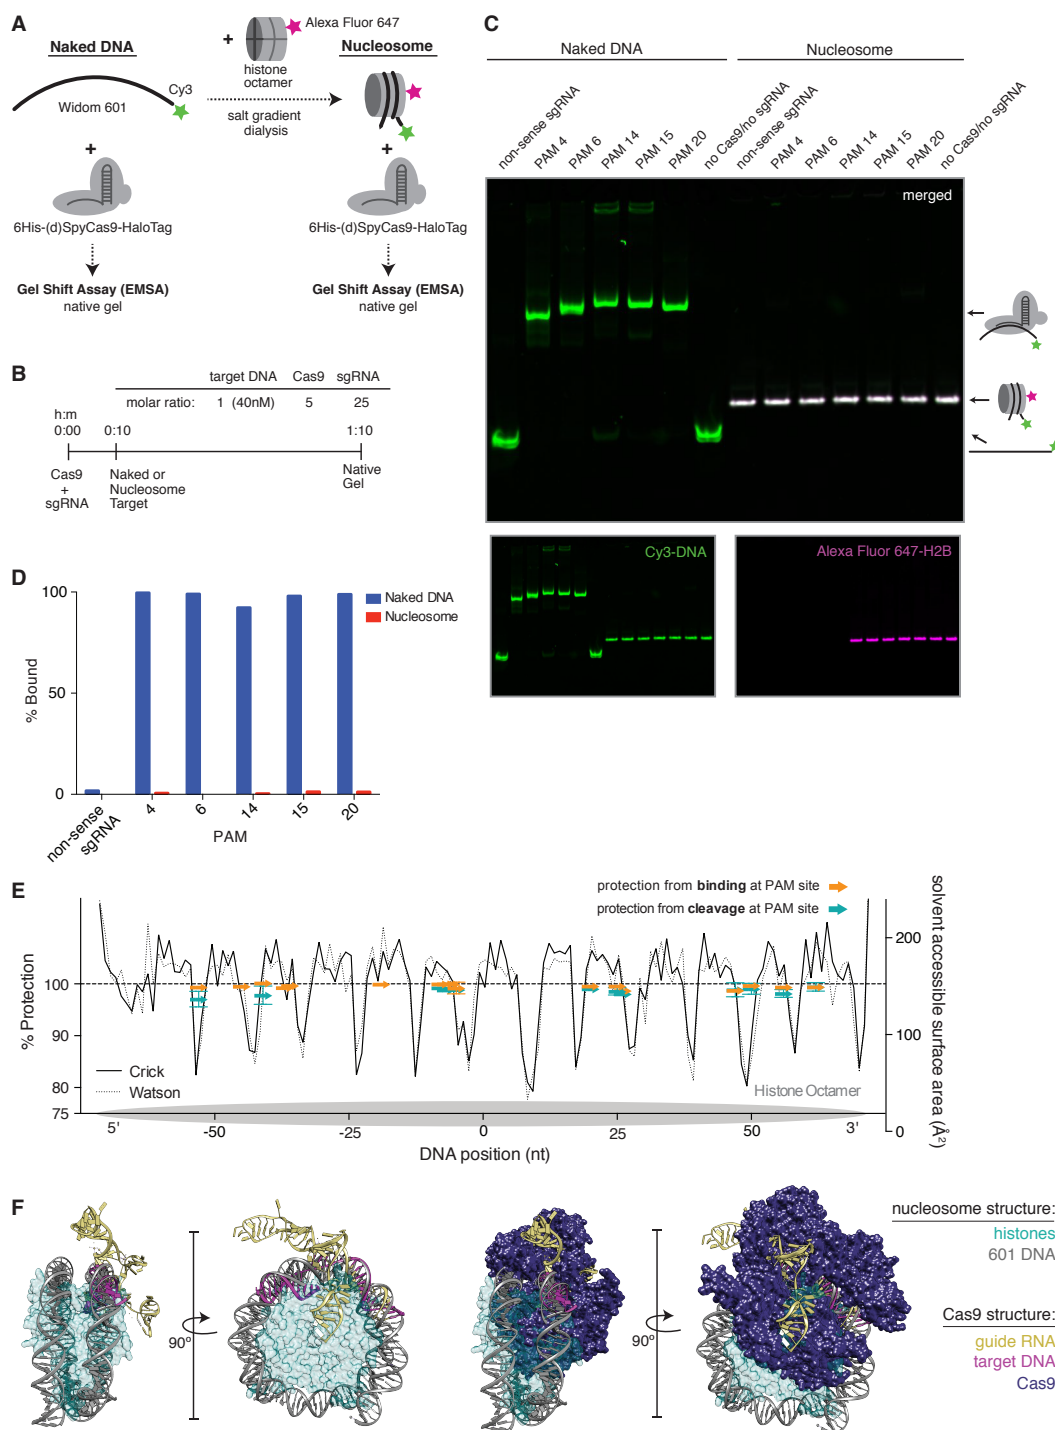 A
Alexa Fluor 647
+
Naked DNA
Nucleosome
histone
octamer
Cy3
Widom 601
salt gradient
dialysis
+
+
6His-(d)SpyCas9-HaloTag
6His-(d)SpyCas9-HaloTag
Gel Shift Assay (EMSA)
native gel
Gel Shift Assay (EMSA)
native gel
B
target DNA Cas9 sgRNA
molar ratio: 1 (40nM) 5 25
h:m
0:00 0:10 1:10
Cas9
+
sgRNA
Naked or
Nucleosome
Target
Native
Gel
C
Naked DNA
Nucleosome
non-sense sgRNA
PAM 4
PAM 6
PAM 14
PAM 15
PAM 20
no Cas9/no sgRNA
non-sense sgRNA
PAM 4
PAM 6
PAM 14
PAM 15
PAM 20
no Cas9/no sgRNA
merged
Cy3-DNA
Alexa Fluor 647-H2B
D
100
50
0
% Bound
Naked DNA
Nucleosome
non-sense
sgRNA
4 6 14 15 20
PAM
E
protection from binding at PAM site
protection from cleavage at PAM site
% Protection
100
90
80
75
Crick
Watson
Histone Octamer
200
100
0
solvent accessible surface area (Å²)
5' -50 -25 0 25 50 3'
DNA position (nt)
F
90°
90°
nucleosome structure:
histones
601 DNA
Cas9 structure:
guide RNA
target DNA
Cas9